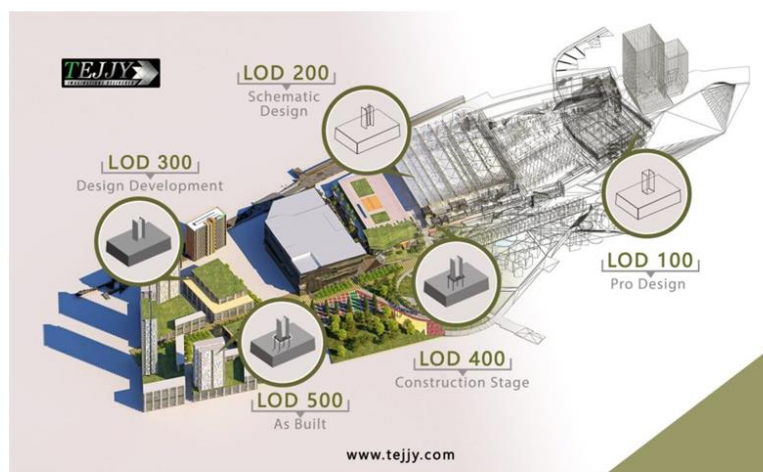 TEJJY
LOD 200
Schematic
Design
LOD 300
Design Development
LOD 100
Pro Design
LOD 400
Construction Stage
LOD 500
As Built
www.tejjy.com